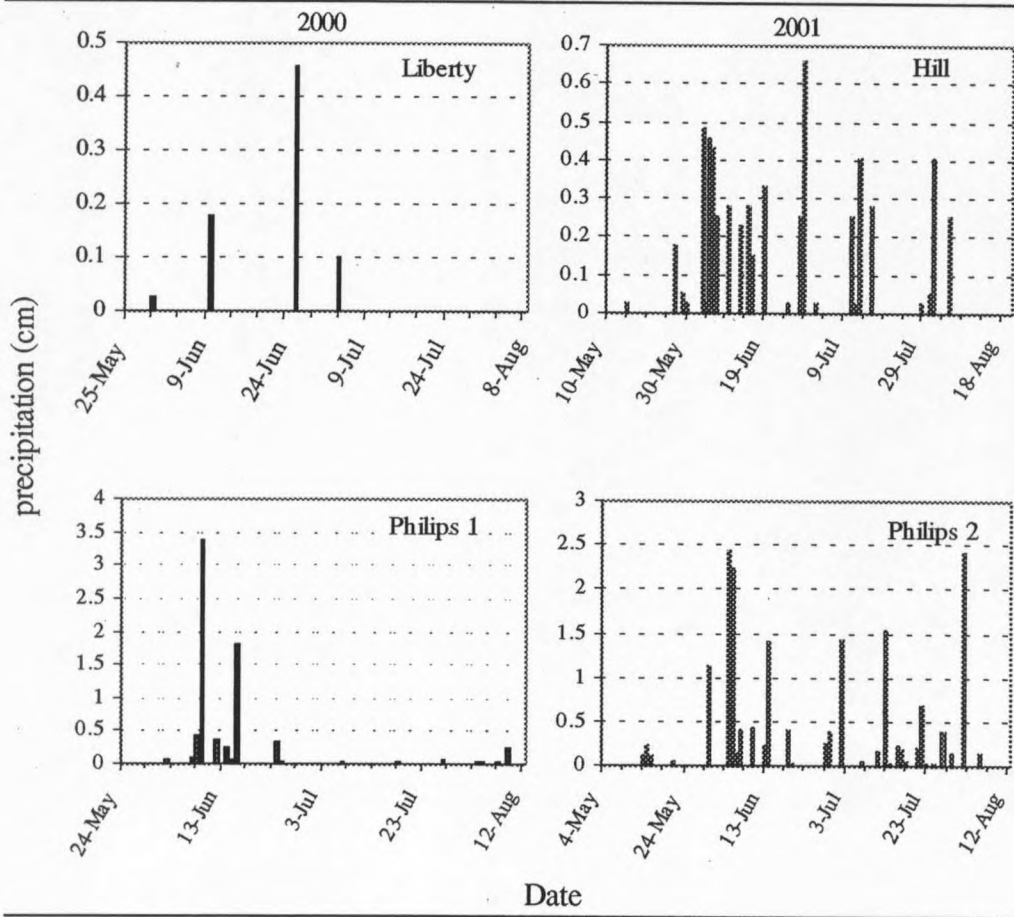 2000
2001
Liberty
0.5
0.4
0.3
0.2
0.1
0
25-May
9-Jun
24-Jun
9-Jul
24-Jul
8-Aug
Hill
0.7
0.6
0.5
0.4
0.3
0.2
0.1
0
10-May
30-May
19-Jun
9-Jul
29-Jul
18-Aug
precipitation (cm)
Philips 1
4
3.5
3
2.5
2
1.5
1
0.5
0
24-May
13-Jun
3-Jul
23-Jul
12-Aug
Philips 2
3
2.5
2
1.5
1
0.5
0
4-May
24-May
13-Jun
3-Jul
23-Jul
12-Aug
Date